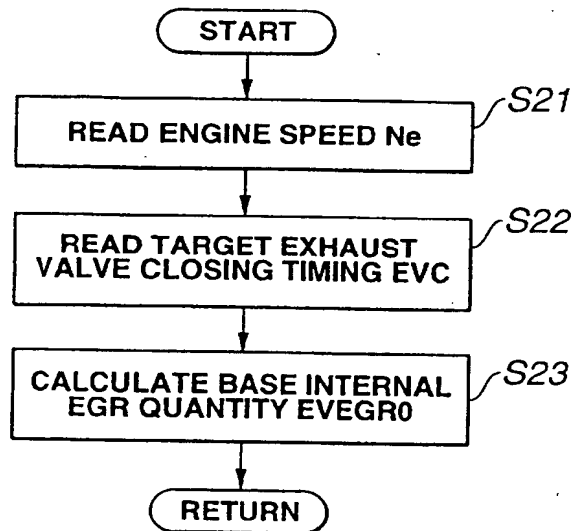 START
S21
READ ENGINE SPEED Ne
S22
READ TARGET EXHAUST
VALVE CLOSING TIMING EVC
S23
CALCULATE BASE INTERNAL
EGR QUANTITY EVEGR0
RETURN